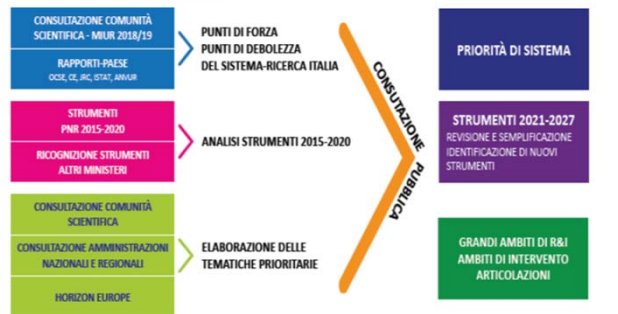 CONSULTAZIONE COMUNITÀ
SCIENTIFICA - MIUR 2018/19
RAPPORTI-PAESE
OCSE, CE, JRC, ISTAT, ANVUR
PUNTI DI FORZA
PUNTI DI DEBOLEZZA
DEL SISTEMA-RICERCA ITALIA
STRUMENTI
PNR 2015-2020
RICOGNIZIONE STRUMENTI
ALTRI MINISTERI
ANALISI STRUMENTI 2015-2020
CONSULTAZIONE COMUNITÀ
SCIENTIFICA
CONSULTAZIONE AMMINISTRAZIONI
NAZIONALI E REGIONALI
HORIZON EUROPE
ELABORAZIONE DELLE
TEMATICHE PRIORITARIE
CONSUTAZIONE
PUBBLICA
PRIORITÀ DI SISTEMA
STRUMENTI 2021-2027
REVISIONE E SEMPLIFICAZIONE
IDENTIFICAZIONE DI NUOVI
STRUMENTI
GRANDI AMBITI DI R&I
AMBITI DI INTERVENTO
ARTICOLAZIONI